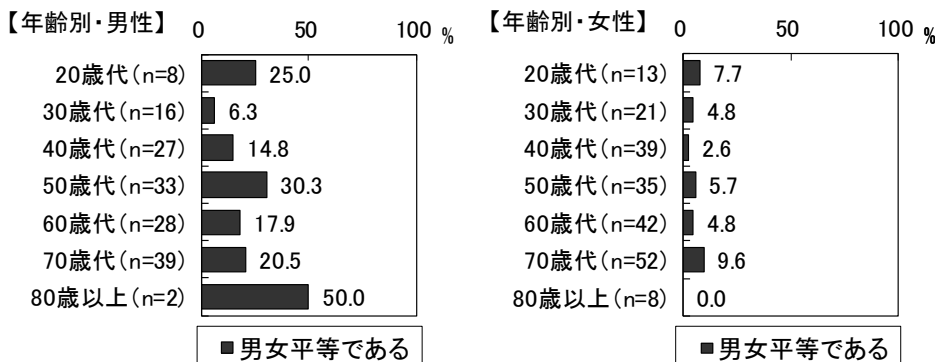 【年齢別・男性】
0 50 100 %
20歳代(n=8) 25.0
30歳代(n=16) 6.3
40歳代(n=27) 14.8
50歳代(n=33) 30.3
60歳代(n=28) 17.9
70歳代(n=39) 20.5
80歳以上(n=2) 50.0
■男女平等である
【年齢別・女性】
0 50 100 %
20歳代(n=13) 7.7
30歳代(n=21) 4.8
40歳代(n=39) 2.6
50歳代(n=35) 5.7
60歳代(n=42) 4.8
70歳代(n=52) 9.6
80歳以上(n=8) 0.0
■男女平等である